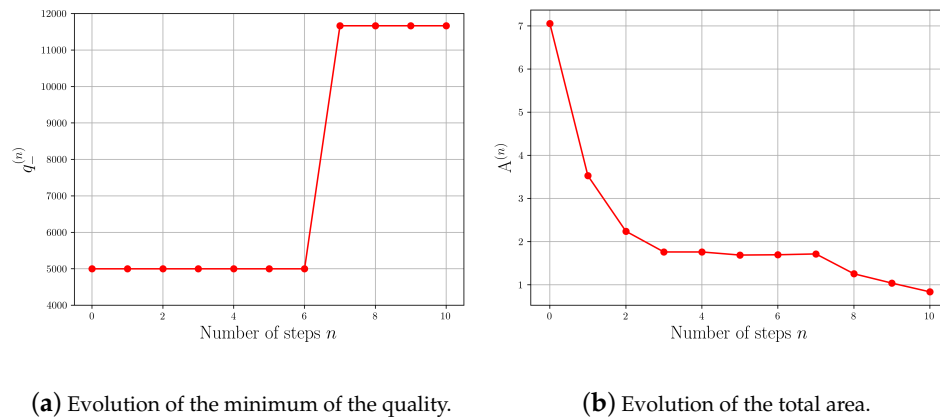 12000
11000
10000
9000
8000
7000
6000
5000
4000
q_-^{(n)}
0 2 4 6 8 10
Number of steps n
7
6
5
4
3
2
1
A^{(n)}
0 2 4 6 8 10
Number of steps n
(a) Evolution of the minimum of the quality.
(b) Evolution of the total area.